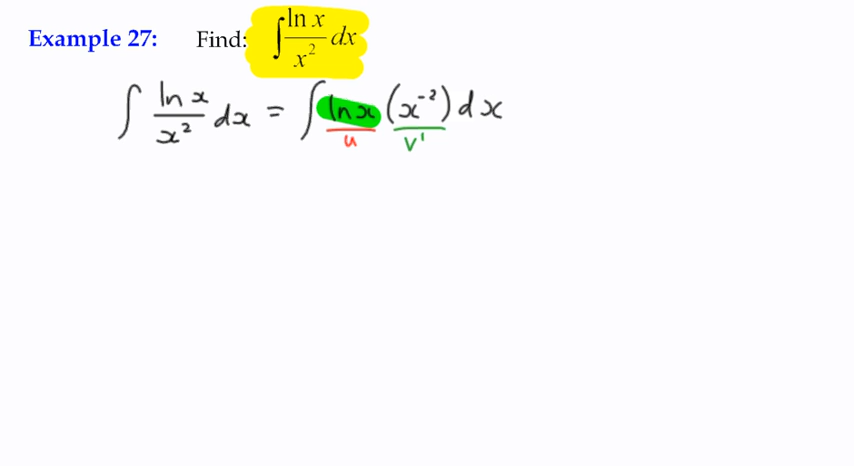 Example 27: Find: ∫ ln x / x² dx
∫ ln x / x² dx = ∫ ln x (x⁻²) dx
u v'